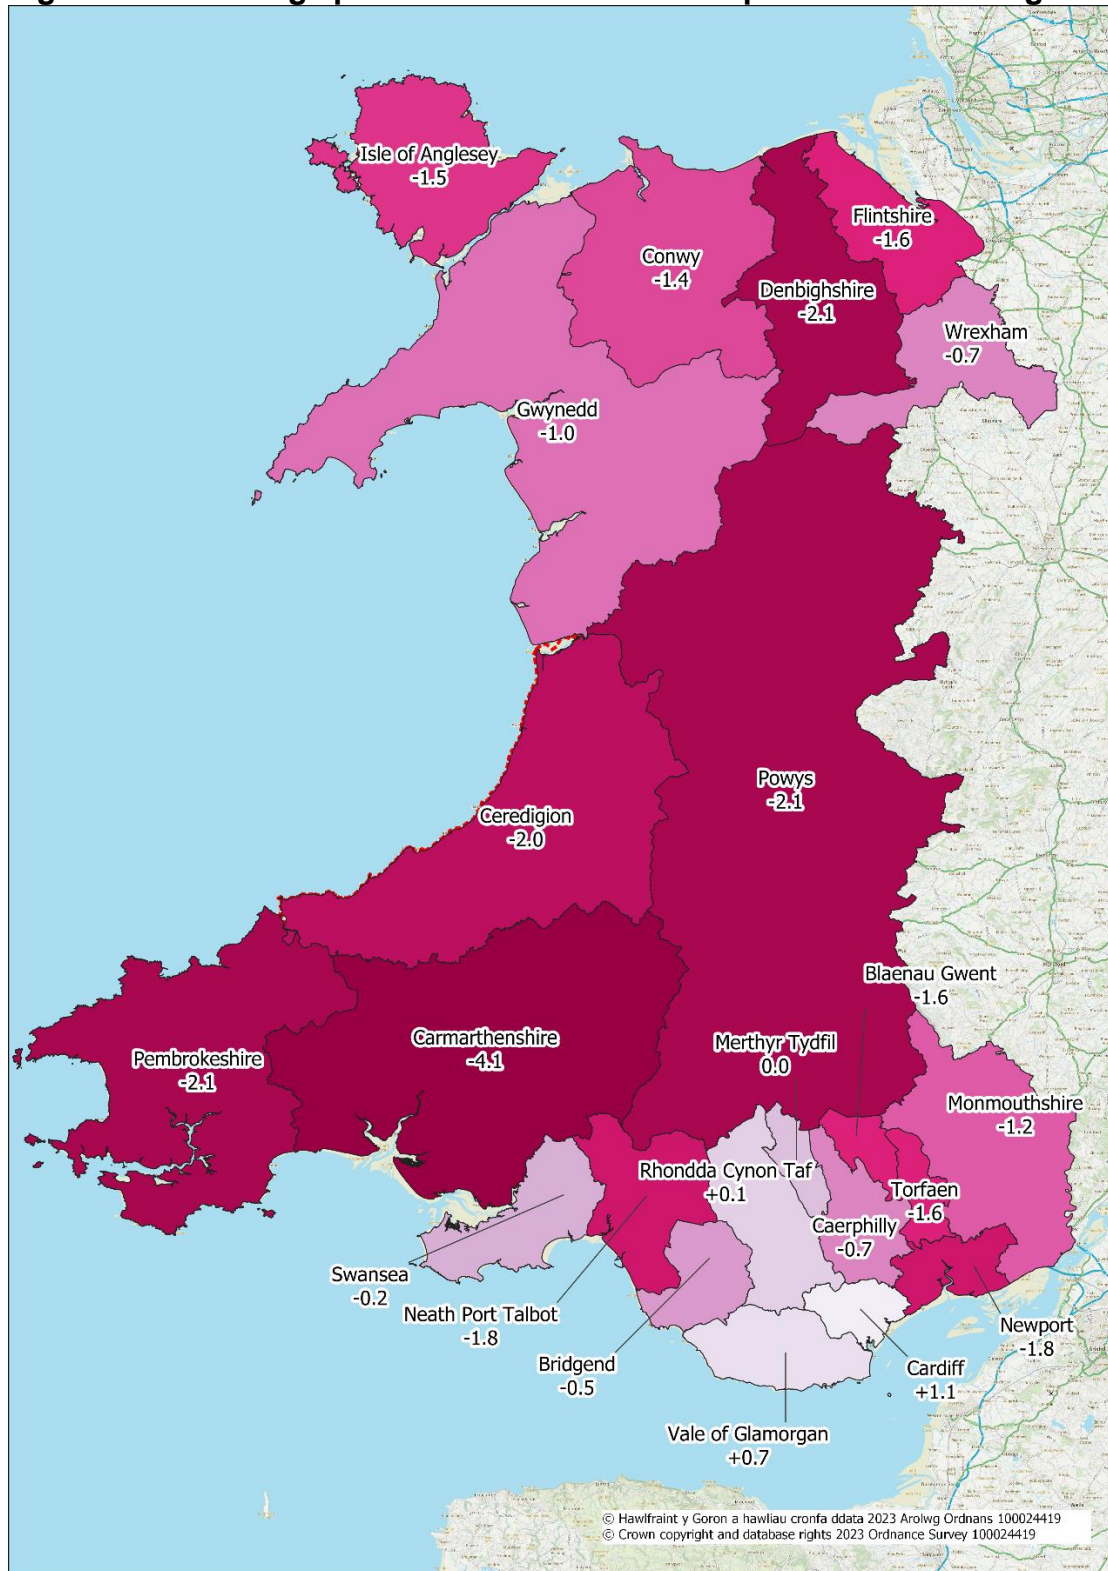 Isle of Anglesey
-1.5
Flintshire
-1.6
Conwy
-1.4
Denbighshire
-2.1
Wrexham
-0.7
Gwynedd
-1.0
Powys
-2.1
Ceredigion
-2.0
Blaenau Gwent
-1.6
Carmarthenshire
-4.1
Merthyr Tydfil
0.0
Pembrokeshire
-2.1
Monmouthshire
-1.2
Rhondda Cynon Taf
+0.1
Torfaen
-1.6
Caerphilly
-0.7
Swansea
-0.2
Neath Port Talbot
-1.8
Newport
-1.8
Bridgend
-0.5
Cardiff
+1.1
Vale of Glamorgan
+0.7
© Hawlfraint y Goron a hawliau cronfa ddata 2023 Arolwg Ordnans 100024419
© Crown copyright and database rights 2023 Ordnance Survey 100024419